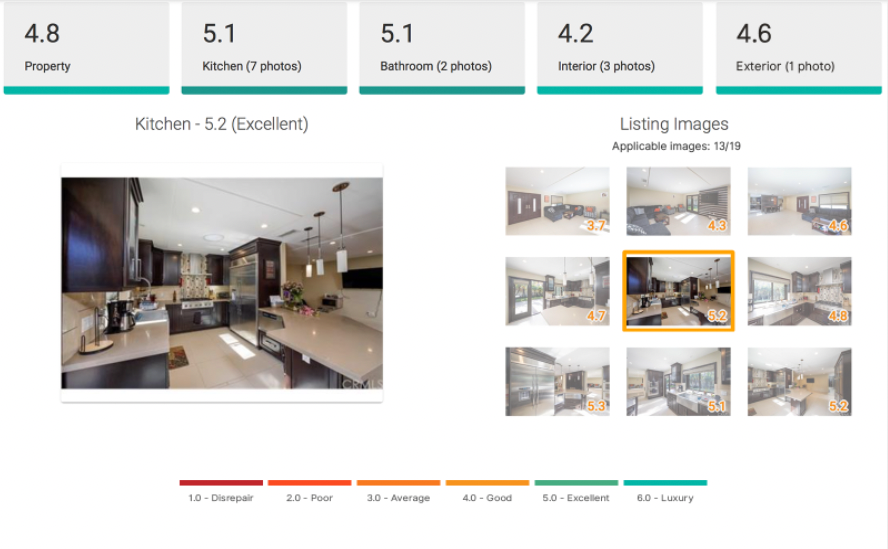 4.8
Property
5.1
Kitchen (7 photos)
5.1
Bathroom (2 photos)
4.2
Interior (3 photos)
4.6
Exterior (1 photo)
Kitchen - 5.2 (Excellent)
CRMLS
Listing Images
Applicable images: 13/19
3.7
4.3
4.6
4.7
5.2
4.8
5.3
5.1
5.2
1.0 - Disrepair
2.0 - Poor
3.0 - Average
4.0 - Good
5.0 - Excellent
6.0 - Luxury